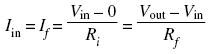 I_in = I_f = (V_in − 0) / R_i = (V_out − V_in) / R_f